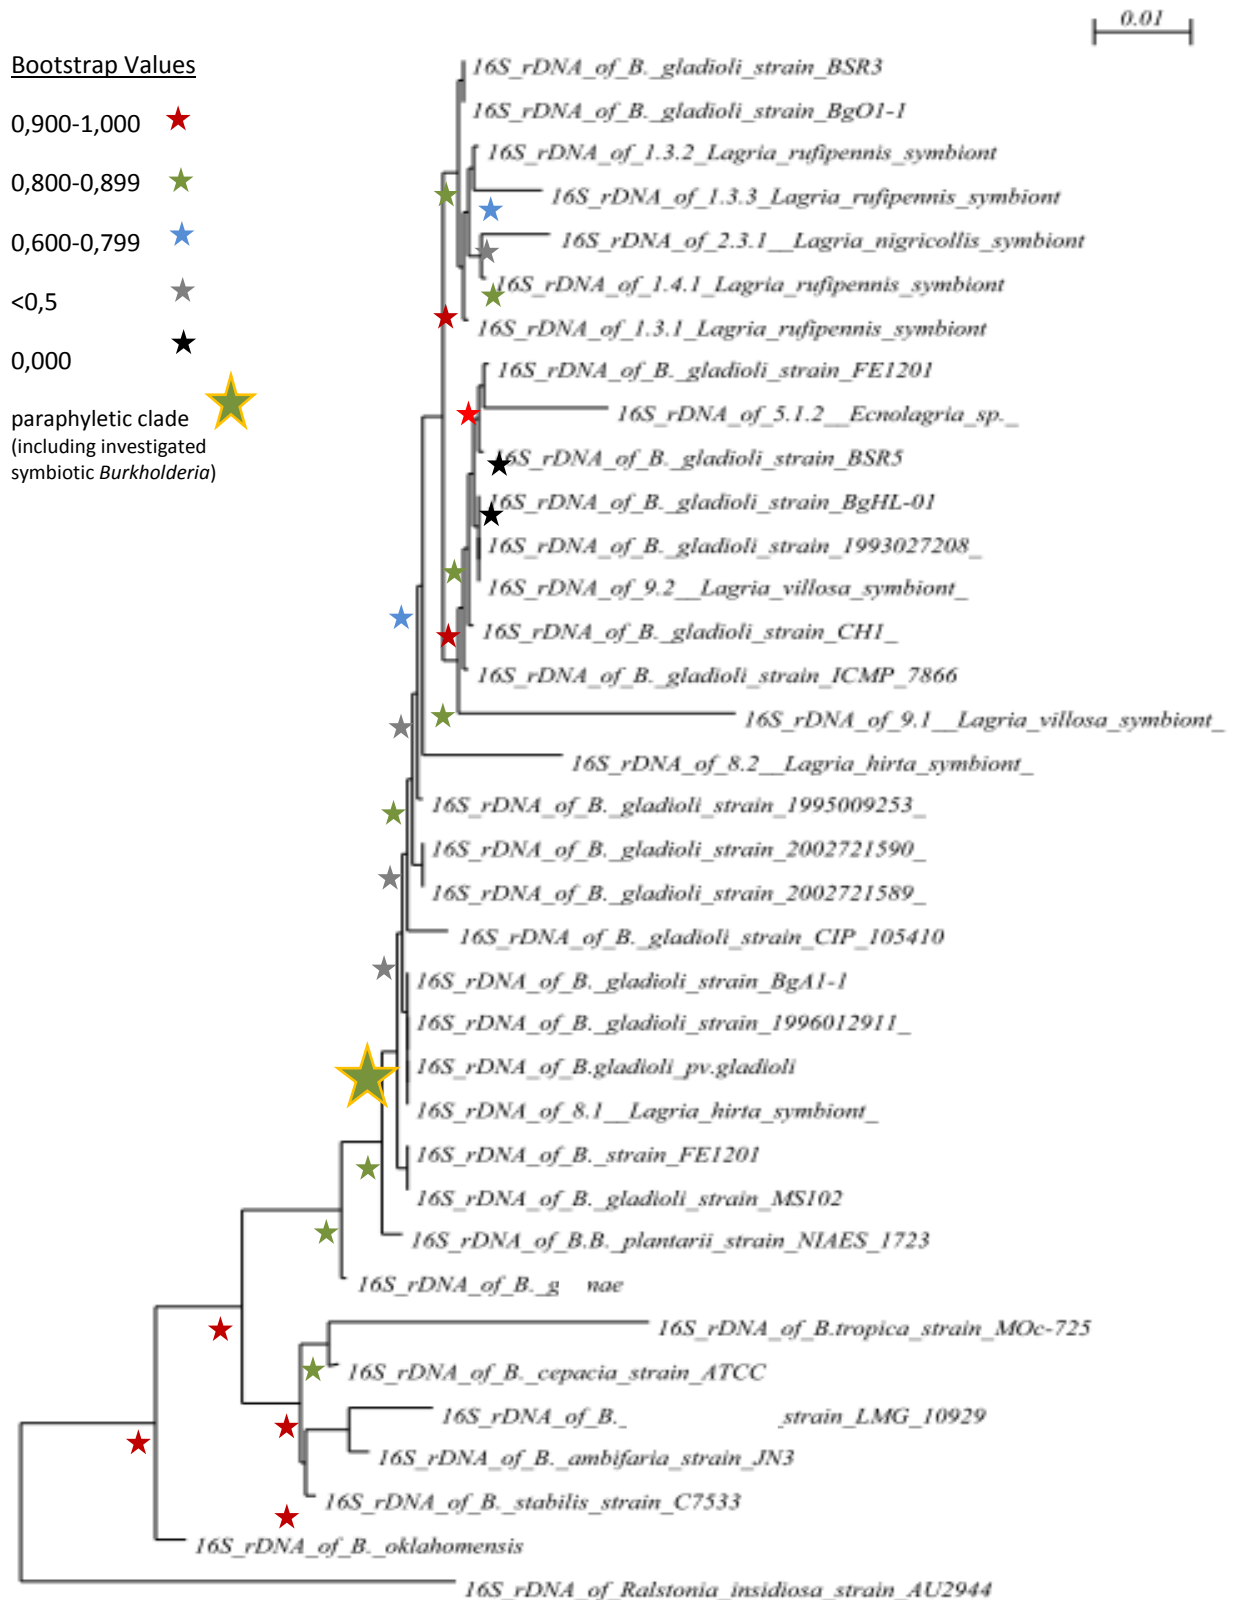 0.01
Bootstrap Values
0,900-1,000
0,800-0,899
0,600-0,799
<0,5
0,000
paraphyletic clade
(including investigated
symbiotic Burkholderia)
16S_rDNA_of_B._gladioli_strain_BSR3
16S_rDNA_of_B._gladioli_strain_BgO1-1
16S_rDNA_of_1.3.2_Lagria_rufipennis_symbiont
16S_rDNA_of_1.3.3_Lagria_rufipennis_symbiont
16S_rDNA_of_2.3.1__Lagria_nigricollis_symbiont
16S_rDNA_of_1.4.1_Lagria_rufipennis_symbiont
16S_rDNA_of_1.3.1_Lagria_rufipennis_symbiont
16S_rDNA_of_B._gladioli_strain_FE1201
16S_rDNA_of_5.1.2__Ecnolagria_sp._
16S_rDNA_of_B._gladioli_strain_BSR5
16S_rDNA_of_B._gladioli_strain_BgHL-01
16S_rDNA_of_B._gladioli_strain_1993027208_
16S_rDNA_of_9.2__Lagria_villosa_symbiont_
16S_rDNA_of_B._gladioli_strain_CH1_
16S_rDNA_of_B._gladioli_strain_ICMP_7866
16S_rDNA_of_9.1__Lagria_villosa_symbiont_
16S_rDNA_of_8.2__Lagria_hirta_symbiont_
16S_rDNA_of_B._gladioli_strain_1995009253_
16S_rDNA_of_B._gladioli_strain_2002721590_
16S_rDNA_of_B._gladioli_strain_2002721589_
16S_rDNA_of_B._gladioli_strain_CIP_105410
16S_rDNA_of_B._gladioli_strain_BgA1-1
16S_rDNA_of_B._gladioli_strain_1996012911_
16S_rDNA_of_B.gladioli_pv.gladioli
16S_rDNA_of_8.1__Lagria_hirta_symbiont_
16S_rDNA_of_B._strain_FE1201
16S_rDNA_of_B._gladioli_strain_MS102
16S_rDNA_of_B.B._plantarii_strain_NIAES_1723
16S_rDNA_of_B._g nae
16S_rDNA_of_B.tropica_strain_MOc-725
16S_rDNA_of_B._cepacia_strain_ATCC
16S_rDNA_of_B._ _strain_LMG_10929
16S_rDNA_of_B._ambifaria_strain_JN3
16S_rDNA_of_B._stabilis_strain_C7533
16S_rDNA_of_B._oklahomensis
16S_rDNA_of_Ralstonia_insidiosa_strain_AU2944